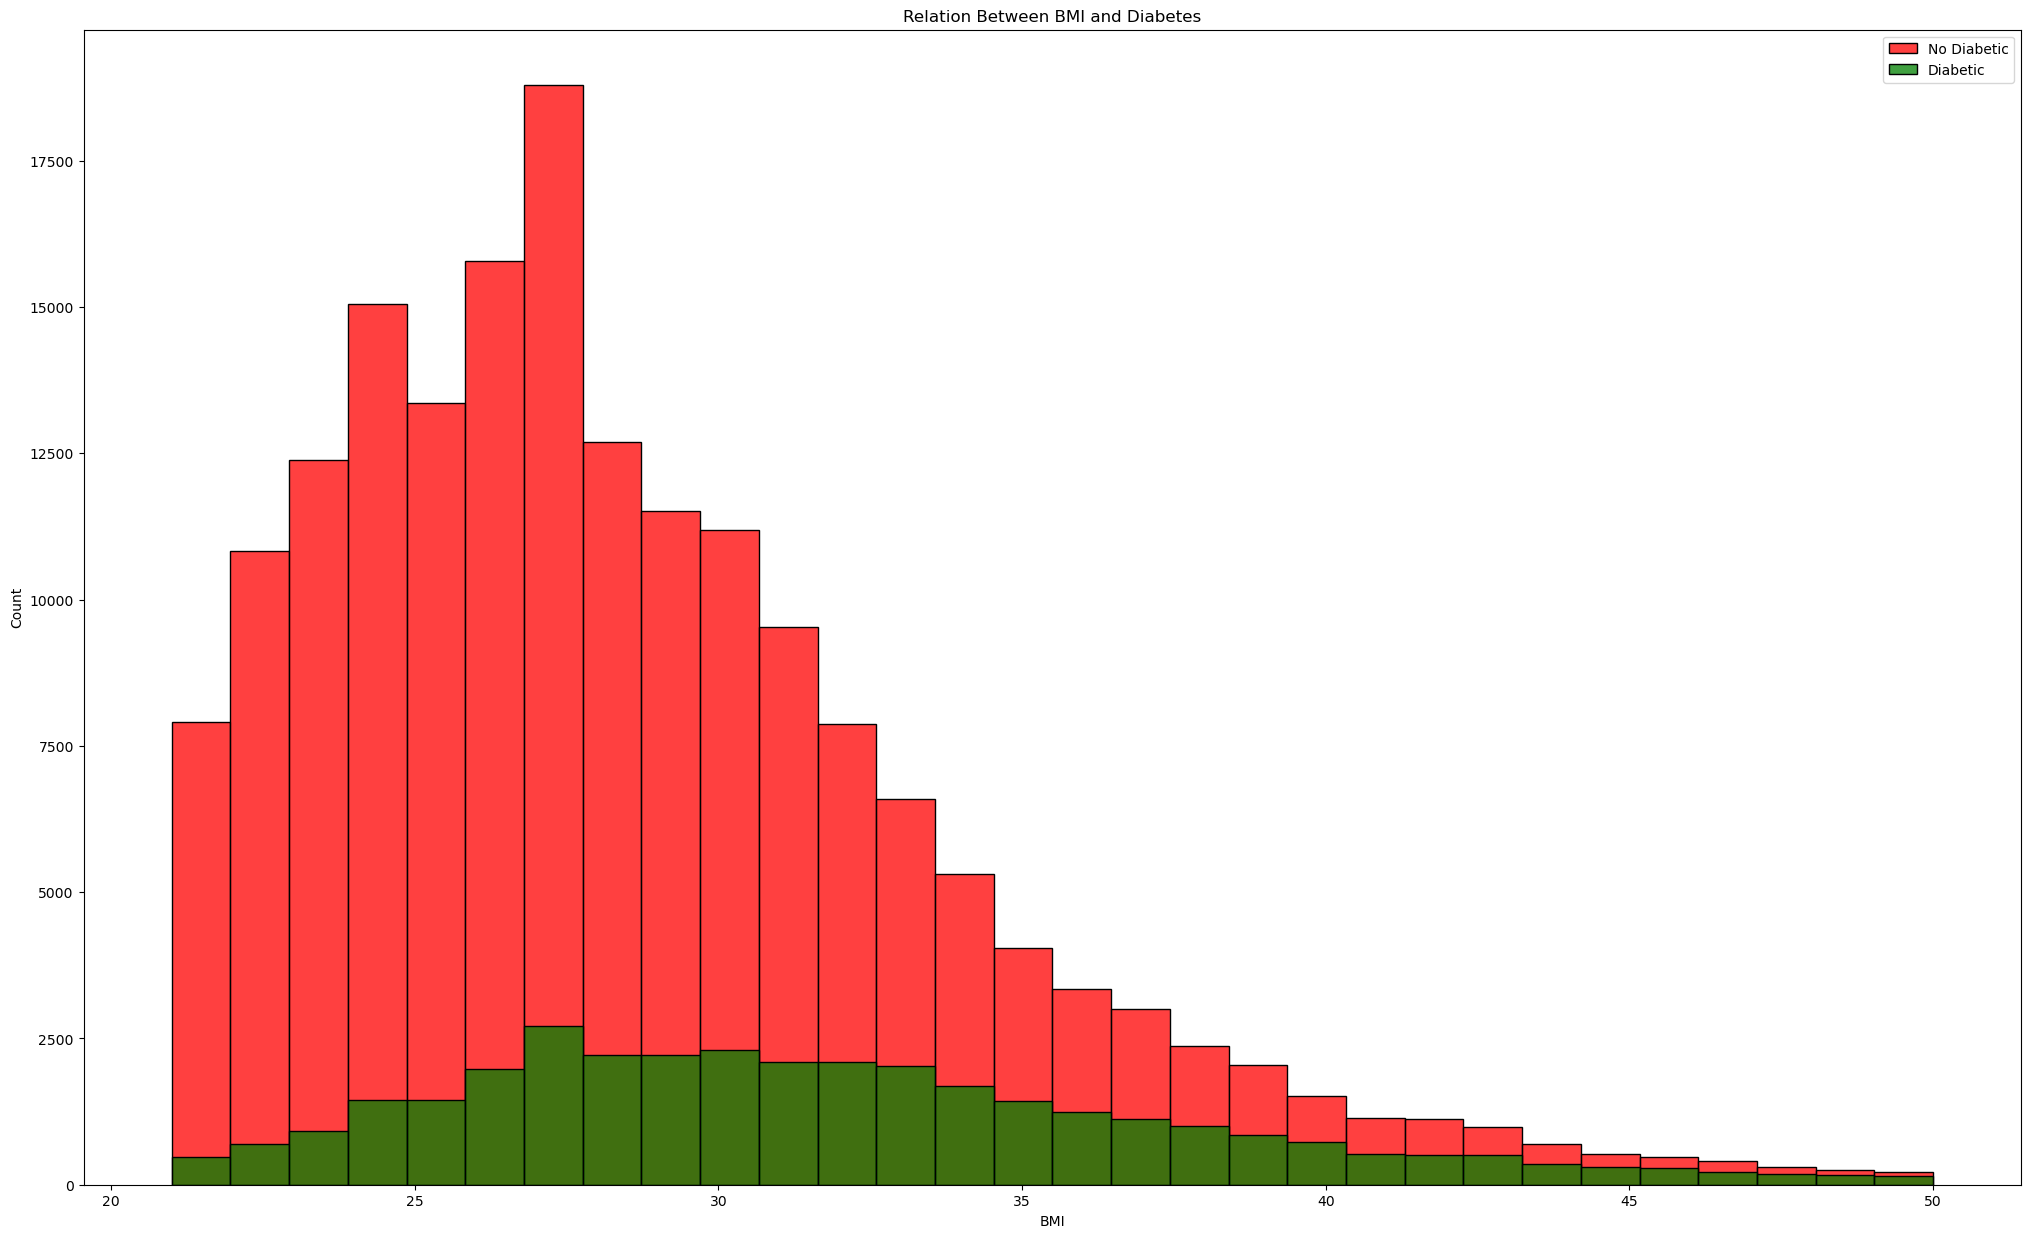 Relation Between BMI and Diabetes
No Diabetic
Diabetic
17500
15000
12500
10000
7500
5000
2500
0
Count
20 25 30 35 40 45 50
BMI